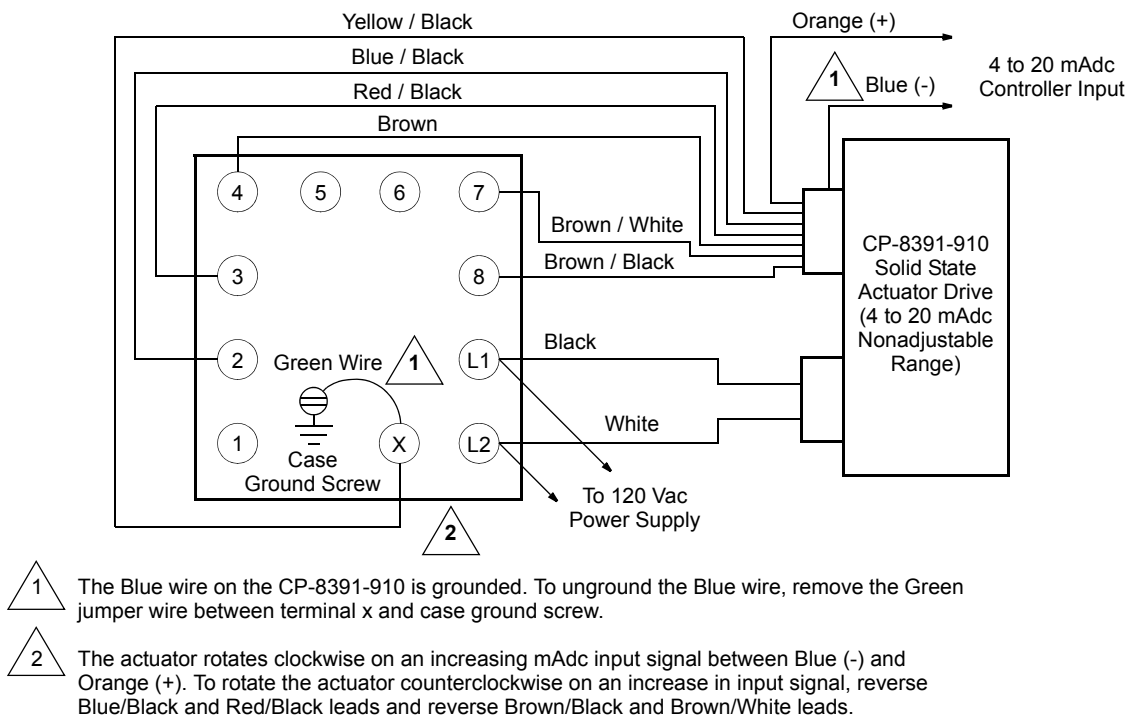 Yellow / Black
Orange (+)
Blue / Black
4 to 20 mAdc
Controller Input
1
Blue (-)
Red / Black
Brown
4
5
6
7
Brown / White
CP-8391-910
Solid State
Actuator Drive
(4 to 20 mAdc
Nonadjustable
Range)
3
8
Brown / Black
2
Green Wire
1
L1
Black
1
Case
Ground Screw
X
L2
White
To 120 Vac
Power Supply
2
1
The Blue wire on the CP-8391-910 is grounded. To unground the Blue wire, remove the Green
jumper wire between terminal x and case ground screw.
2
The actuator rotates clockwise on an increasing mAdc input signal between Blue (-) and
Orange (+). To rotate the actuator counterclockwise on an increase in input signal, reverse
Blue/Black and Red/Black leads and reverse Brown/Black and Brown/White leads.